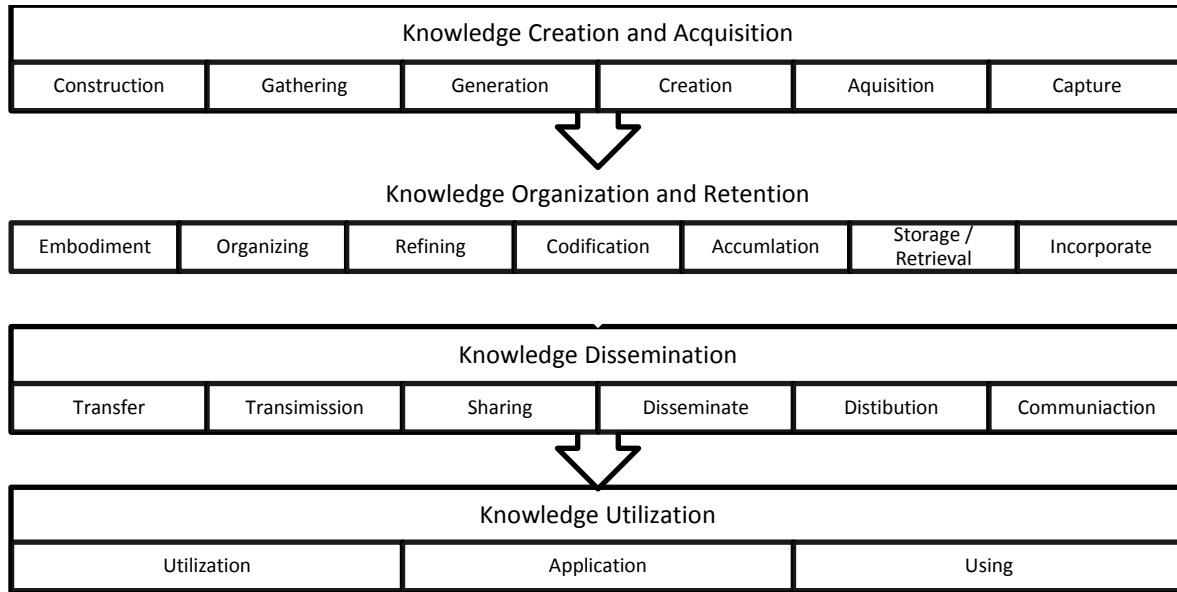 Knowledge Creation and Acquisition
Construction
Gathering
Generation
Creation
Aquisition
Capture
Knowledge Organization and Retention
Embodiment
Organizing
Refining
Codification
Accumlation
Storage /
Retrieval
Incorporate
Knowledge Dissemination
Transfer
Transimission
Sharing
Disseminate
Distibution
Communiaction
Knowledge Utilization
Utilization
Application
Using